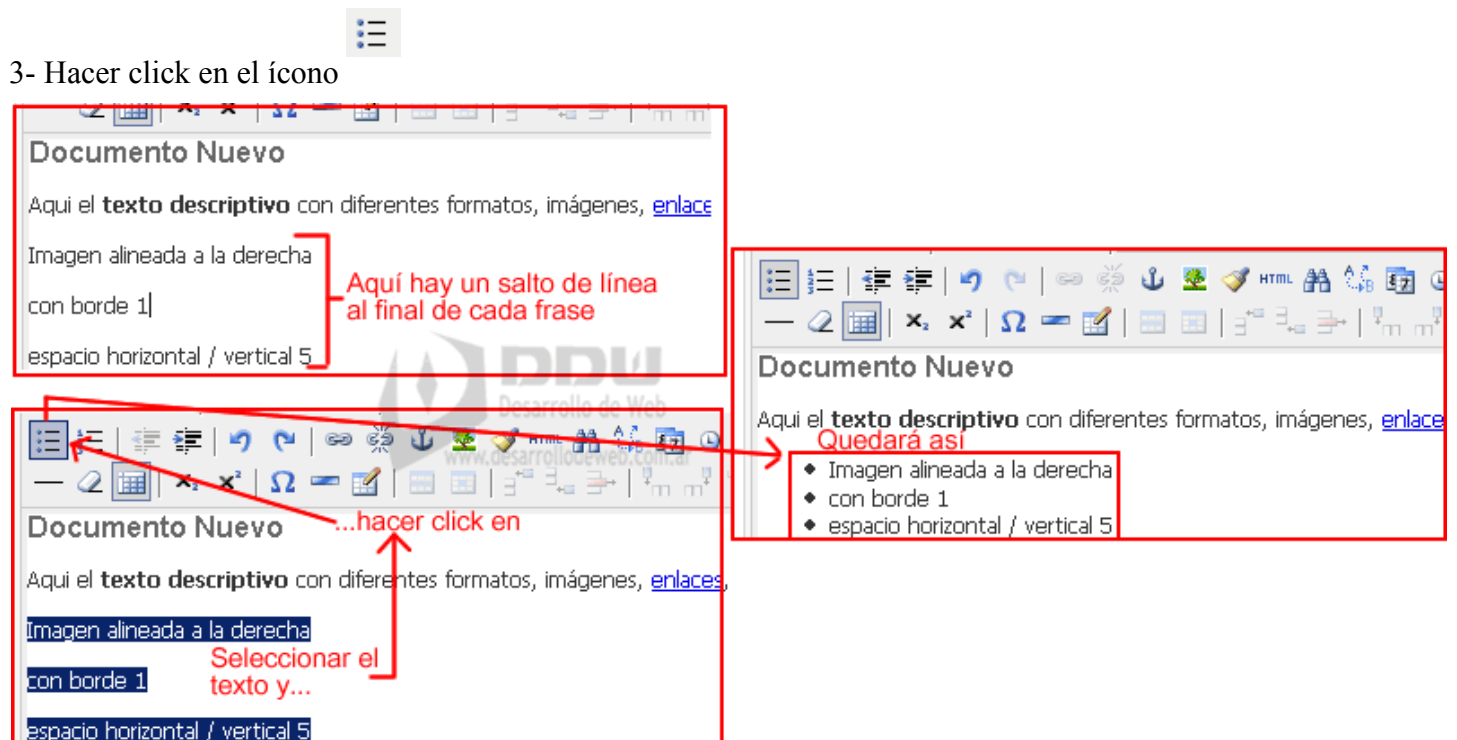 3- Hacer click en el ícono
Documento Nuevo
Aqui el texto descriptivo con diferentes formatos, imágenes, enlace
Imagen alineada a la derecha
con borde 1
espacio horizontal / vertical 5
Aquí hay un salto de línea
al final de cada frase
DDW
Desarrollo de Web
www.desarrollodeweb.com.ar
HTML
Documento Nuevo
...hacer click en
Aqui el texto descriptivo con diferentes formatos, imágenes, enlaces,
Imagen alineada a la derecha
con borde 1
espacio horizontal / vertical 5
Seleccionar el
texto y...
HTML
Documento Nuevo
Aqui el texto descriptivo con diferentes formatos, imágenes, enlace
Quedará así
Imagen alineada a la derecha
con borde 1
espacio horizontal / vertical 5